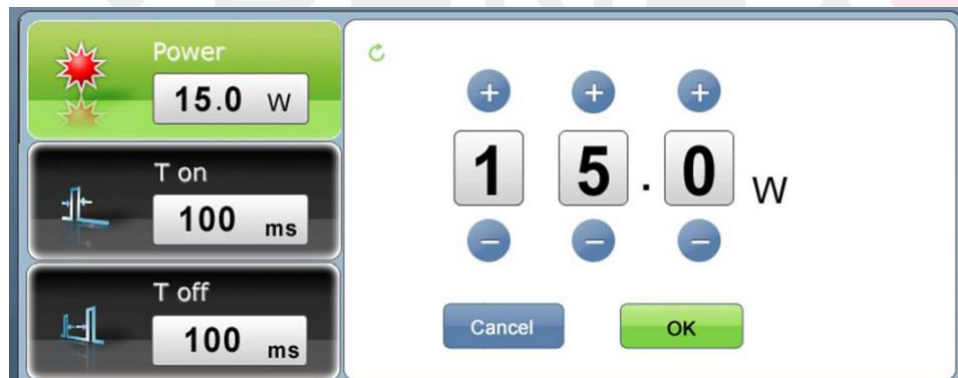 Power
15.0 W
T on
100 ms
T off
100 ms
+ + +
1 5 . 0 W
− − −
Cancel OK